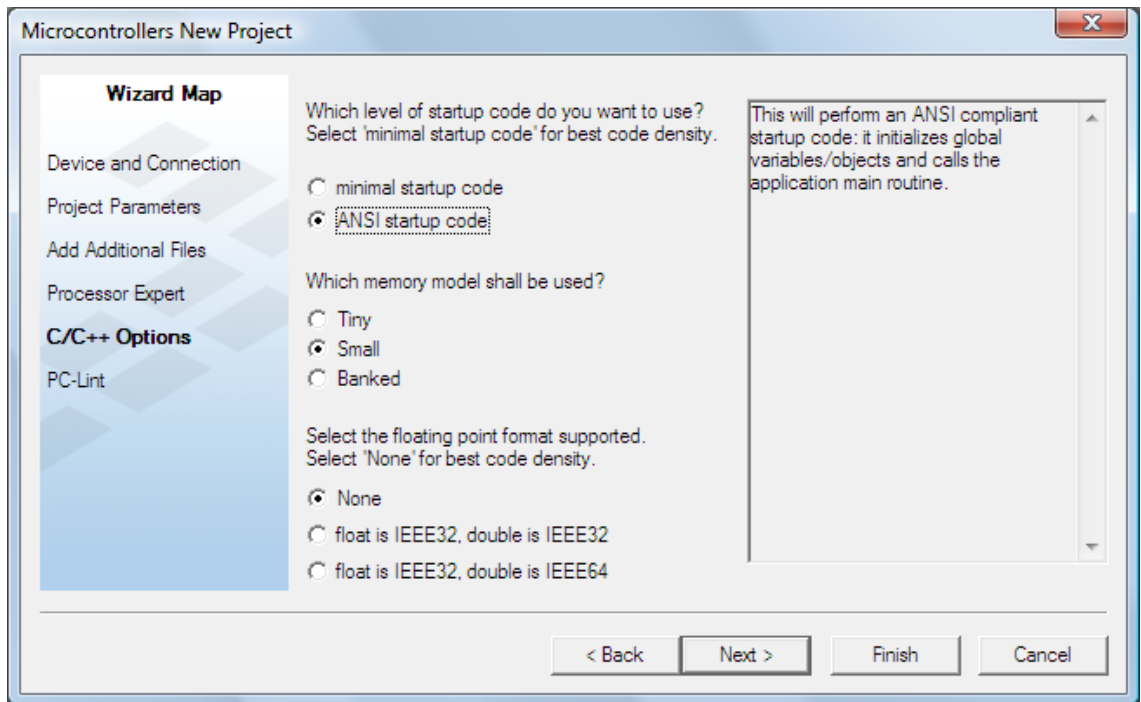 Microcontrollers New Project
Wizard Map
Device and Connection
Project Parameters
Add Additional Files
Processor Expert
C/C++ Options
PC-Lint
Which level of startup code do you want to use?
Select 'minimal startup code' for best code density.
minimal startup code
ANSI startup code
Which memory model shall be used?
Tiny
Small
Banked
Select the floating point format supported.
Select 'None' for best code density.
None
float is IEEE32, double is IEEE32
float is IEEE32, double is IEEE64
This will perform an ANSI compliant
startup code: it initializes global
variables/objects and calls the
application main routine.
< Back
Next >
Finish
Cancel